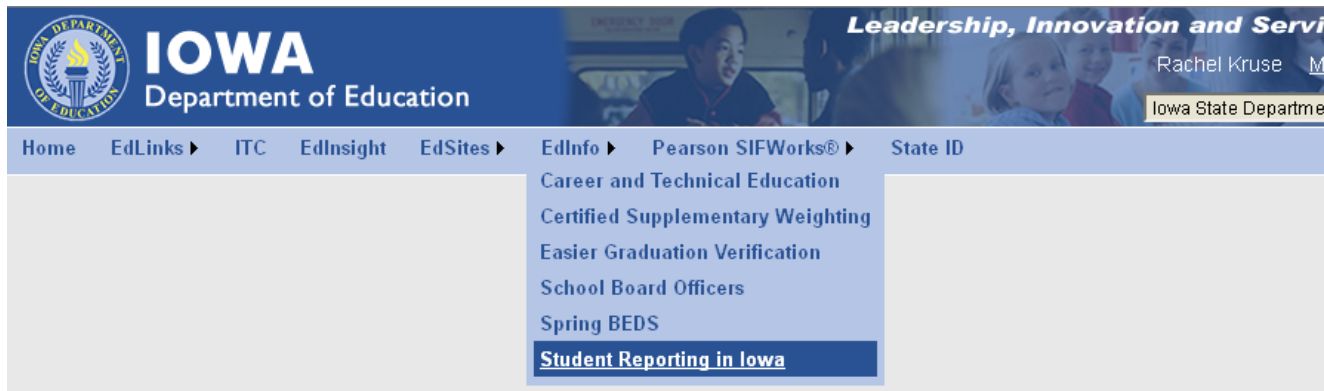 Leadership, Innovation and Servi
IOWA
Department of Education
IOWA DEPARTMENT OF EDUCATION
EMERGENCY DOOR
Rachel Kruse M
Iowa State Departme
Home EdLinks ITC EdInsight EdSites EdInfo Pearson SIFWorks® State ID
Career and Technical Education
Certified Supplementary Weighting
Easier Graduation Verification
School Board Officers
Spring BEDS
Student Reporting in Iowa